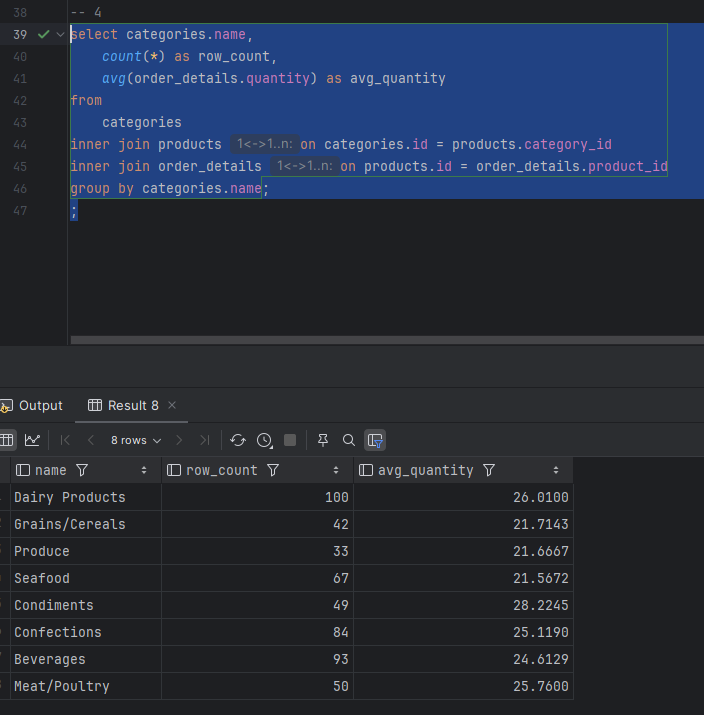 38 -- 4
39 select categories.name,
40 count(*) as row_count,
41 avg(order_details.quantity) as avg_quantity
42 from
43 categories
44 inner join products 1<->1..n: on categories.id = products.category_id
45 inner join order_details 1<->1..n: on products.id = order_details.product_id
46 group by categories.name;
47 ;
Output Result 8
8 rows
name row_count avg_quantity
Dairy Products 100 26.0100
Grains/Cereals 42 21.7143
Produce 33 21.6667
Seafood 67 21.5672
Condiments 49 28.2245
Confections 84 25.1190
Beverages 93 24.6129
Meat/Poultry 50 25.7600